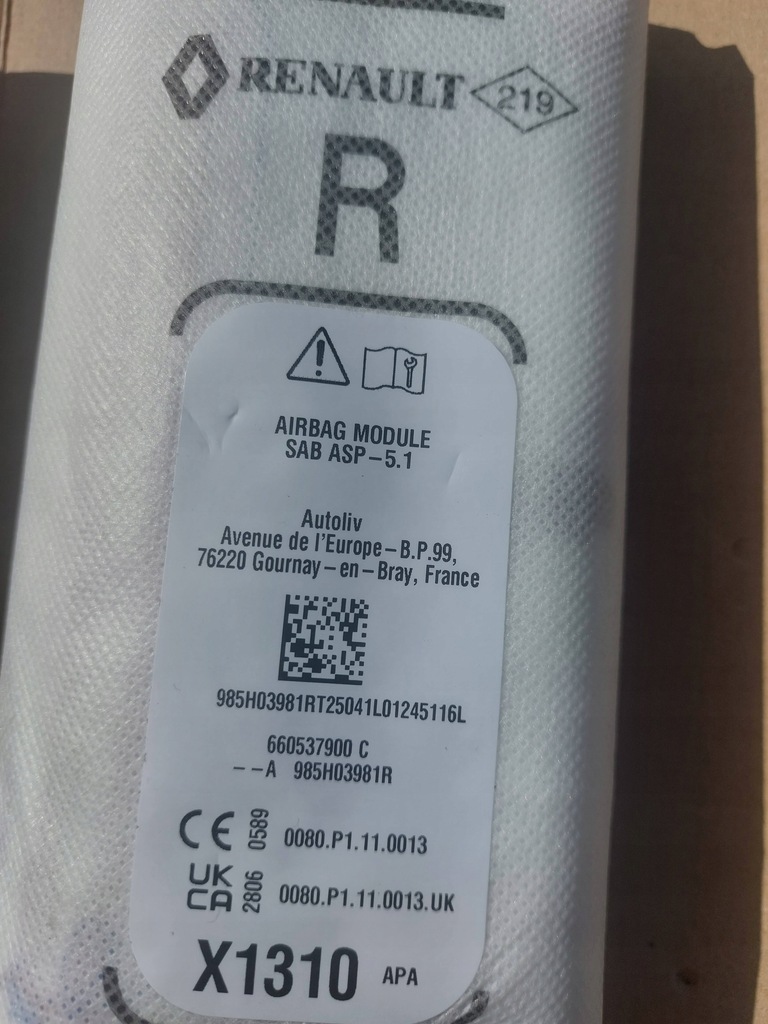 RENAULT 219
R
AIRBAG MODULE
SAB ASP-5.1
Autoliv
Avenue de l'Europe-B.P.99,
76220 Gournay-en-Bray, France
985H03981RT25041L01245116L
660537900 C
--A 985H03981R
CE 0589 0080.P1.11.0013
UK
CA 2806 0080.P1.11.0013.UK
X1310 APA